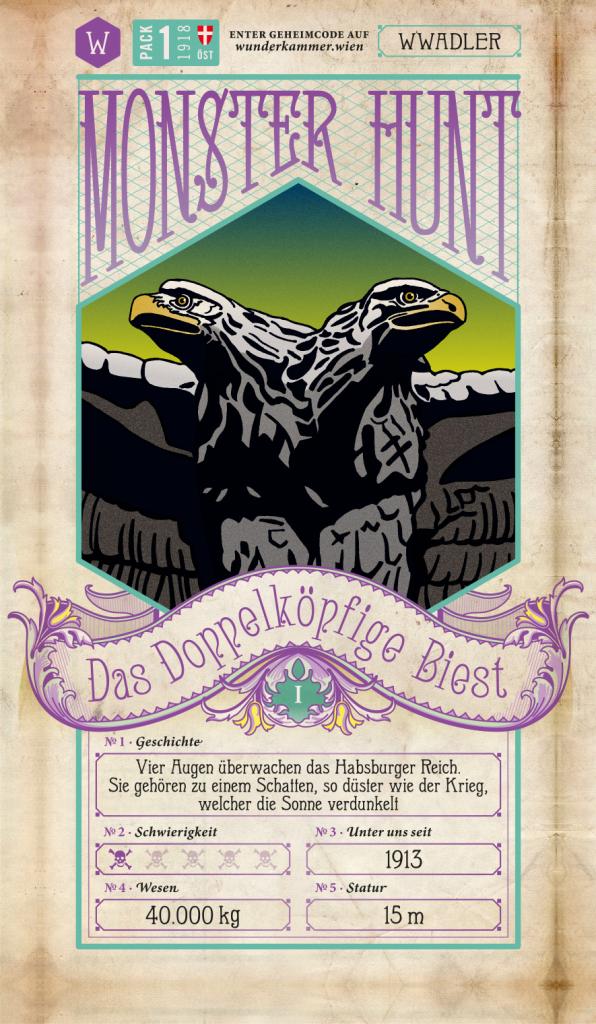 W
PACK 1 1918 ÖST
ENTER GEHEIMCODE AUF
wunderkammer.wien
WWADLER
MONSTER HUNT
Das Doppelköpfige Biest
I
№ 1 · Geschichte
Vier Augen überwachen das Habsburger Reich.
Sie gehören zu einem Schatten, so düster wie der Krieg,
welcher die Sonne verdunkelt
№ 2 · Schwierigkeit
№ 3 · Unter uns seit
1913
№ 4 · Wesen
№ 5 · Statur
40.000 kg
15 m